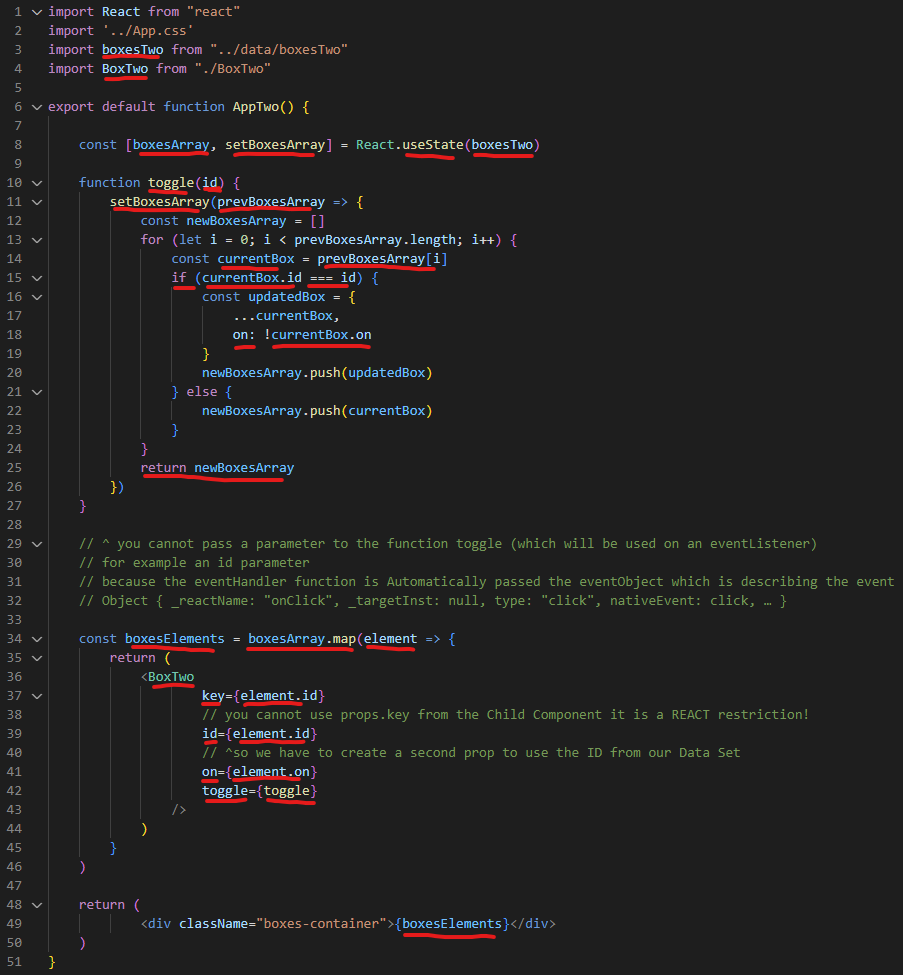 1 import React from "react"
2 import '../App.css'
3 import boxesTwo from "../data/boxesTwo"
4 import BoxTwo from "./BoxTwo"
5
6 export default function AppTwo() {
7
8 const [boxesArray, setBoxesArray] = React.useState(boxesTwo)
9
10 function toggle(id) {
11 setBoxesArray(prevBoxesArray => {
12 const newBoxesArray = []
13 for (let i = 0; i < prevBoxesArray.length; i++) {
14 const currentBox = prevBoxesArray[i]
15 if (currentBox.id === id) {
16 const updatedBox = {
17 ...currentBox,
18 on: !currentBox.on
19 }
20 newBoxesArray.push(updatedBox)
21 } else {
22 newBoxesArray.push(currentBox)
23 }
24 }
25 return newBoxesArray
26 })
27 }
28
29 // ^ you cannot pass a parameter to the function toggle (which will be used on an eventListener)
30 // for example an id parameter
31 // because the eventHandler function is Automatically passed the eventObject which is describing the event
32 // Object { _reactName: "onClick", _targetInst: null, type: "click", nativeEvent: click, … }
33
34 const boxesElements = boxesArray.map(element => {
35 return (
36 <BoxTwo
37 key={element.id}
38 // you cannot use props.key from the Child Component it is a REACT restriction!
39 id={element.id}
40 // ^so we have to create a second prop to use the ID from our Data Set
41 on={element.on}
42 toggle={toggle}
43 />
44 )
45 }
46 )
47
48 return (
49 <div className="boxes-container">{boxesElements}</div>
50 )
51 }